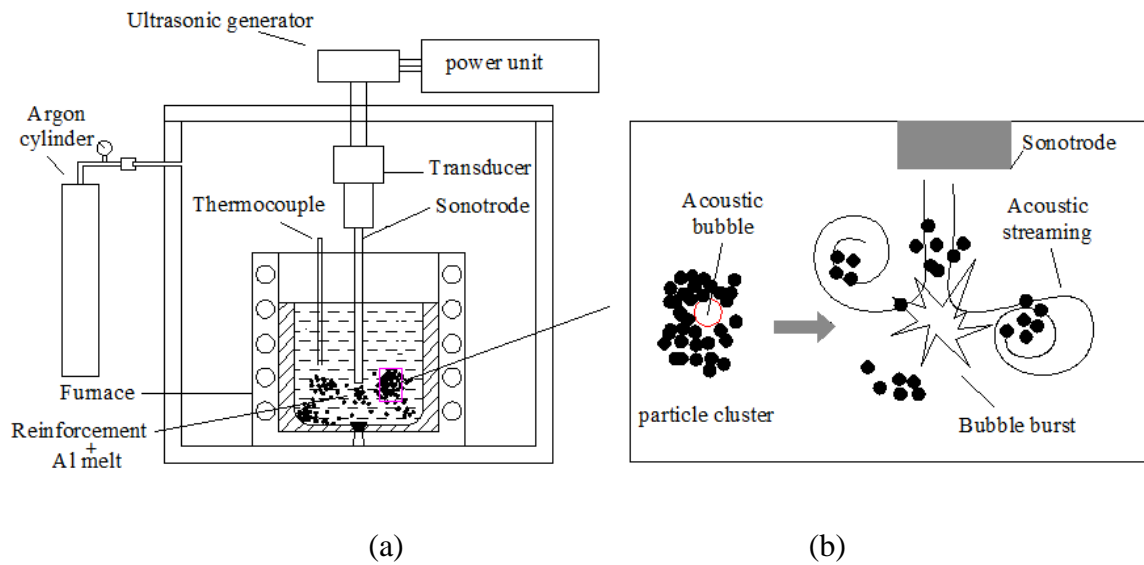 Ultrasonic generator
power unit
Argon
cylinder
Transducer
Thermocouple
Sonotrode
Furnace
Reinforcement
+
Al melt
(a)
Sonotrode
Acoustic
bubble
Acoustic
streaming
particle cluster
Bubble burst
(b)